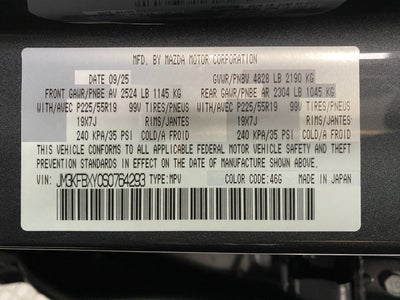 MFD. BY MAZDA MOTOR CORPORATION
DATE 09/25 GVWR/PNBV 4828 LB 2190 KG
FRONT GAWR/PNBE AV 2524 LB 1145 KG REAR GAWR/PNBE AR 2304 LB 1045 KG
WITH/AVEC P225/55R19 99V TIRES/PNEUS WITH/AVEC P225/55R19 99V TIRES/PNEUS
19X7J RIMS/JANTES 19X7J RIMS/JANTES
240 KPA/35 PSI COLD/A FROID 240 KPA/35 PSI COLD/A FROID
THIS VEHICLE CONFORMS TO ALL APPLICABLE FEDERAL MOTOR VEHICLE SAFETY
STANDARDS IN EFFECT ON THE DATE OF MANUFACTURE SHOWN ABOVE.
VIN: JM3KFBXY0S0764293 TYPE:MPV COLOR CODE:46G MADE IN JAPAN